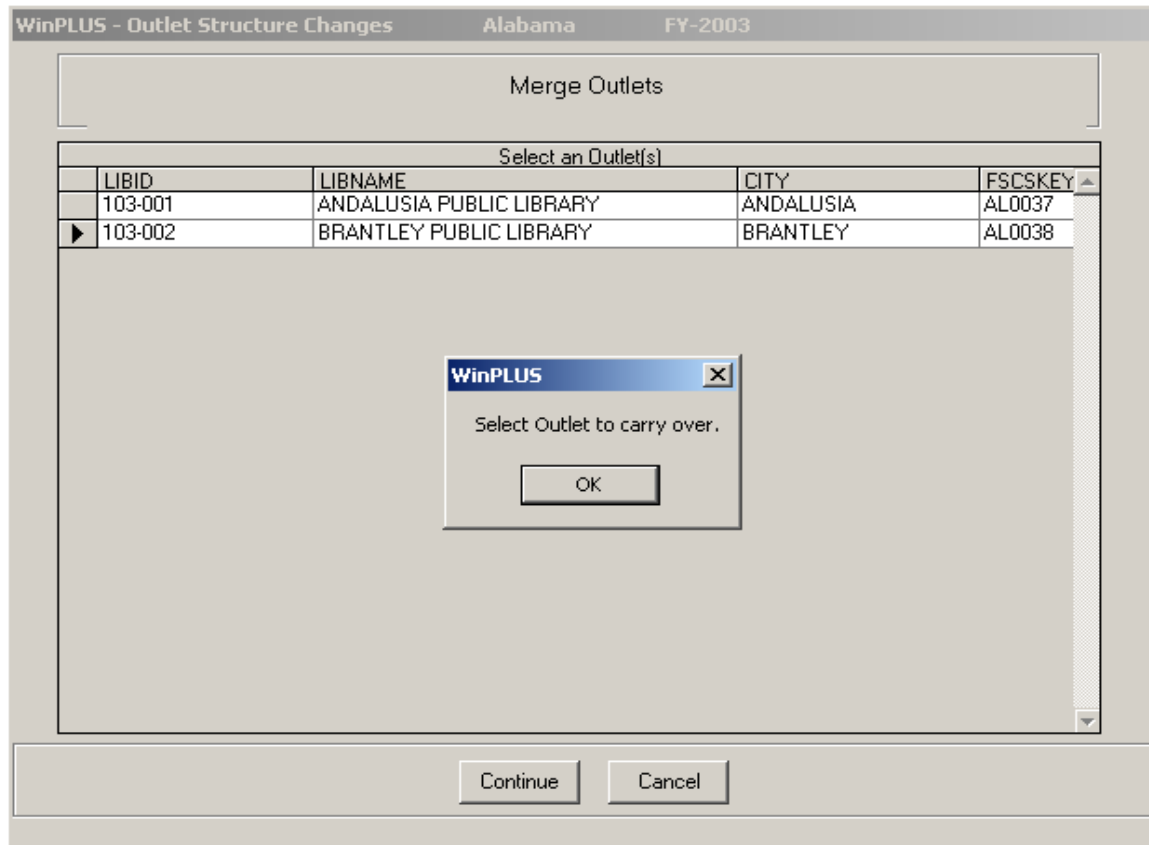 WinPLUS - Outlet Structure Changes Alabama FY-2003
Merge Outlets
Select an Outlet(s)
LIBID LIBNAME CITY FSCSKEY
103-001 ANDALUSIA PUBLIC LIBRARY ANDALUSIA AL0037
103-002 BRANTLEY PUBLIC LIBRARY BRANTLEY AL0038
WinPLUS
Select Outlet to carry over.
OK
Continue Cancel